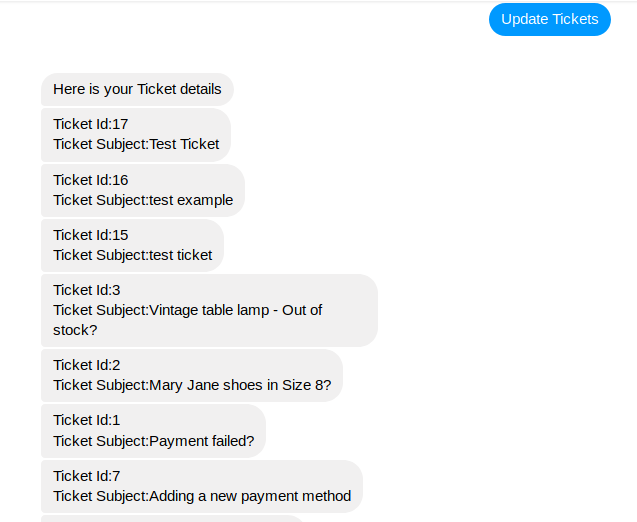 Update Tickets
Here is your Ticket details
Ticket Id:17
Ticket Subject:Test Ticket
Ticket Id:16
Ticket Subject:test example
Ticket Id:15
Ticket Subject:test ticket
Ticket Id:3
Ticket Subject:Vintage table lamp - Out of
stock?
Ticket Id:2
Ticket Subject:Mary Jane shoes in Size 8?
Ticket Id:1
Ticket Subject:Payment failed?
Ticket Id:7
Ticket Subject:Adding a new payment method